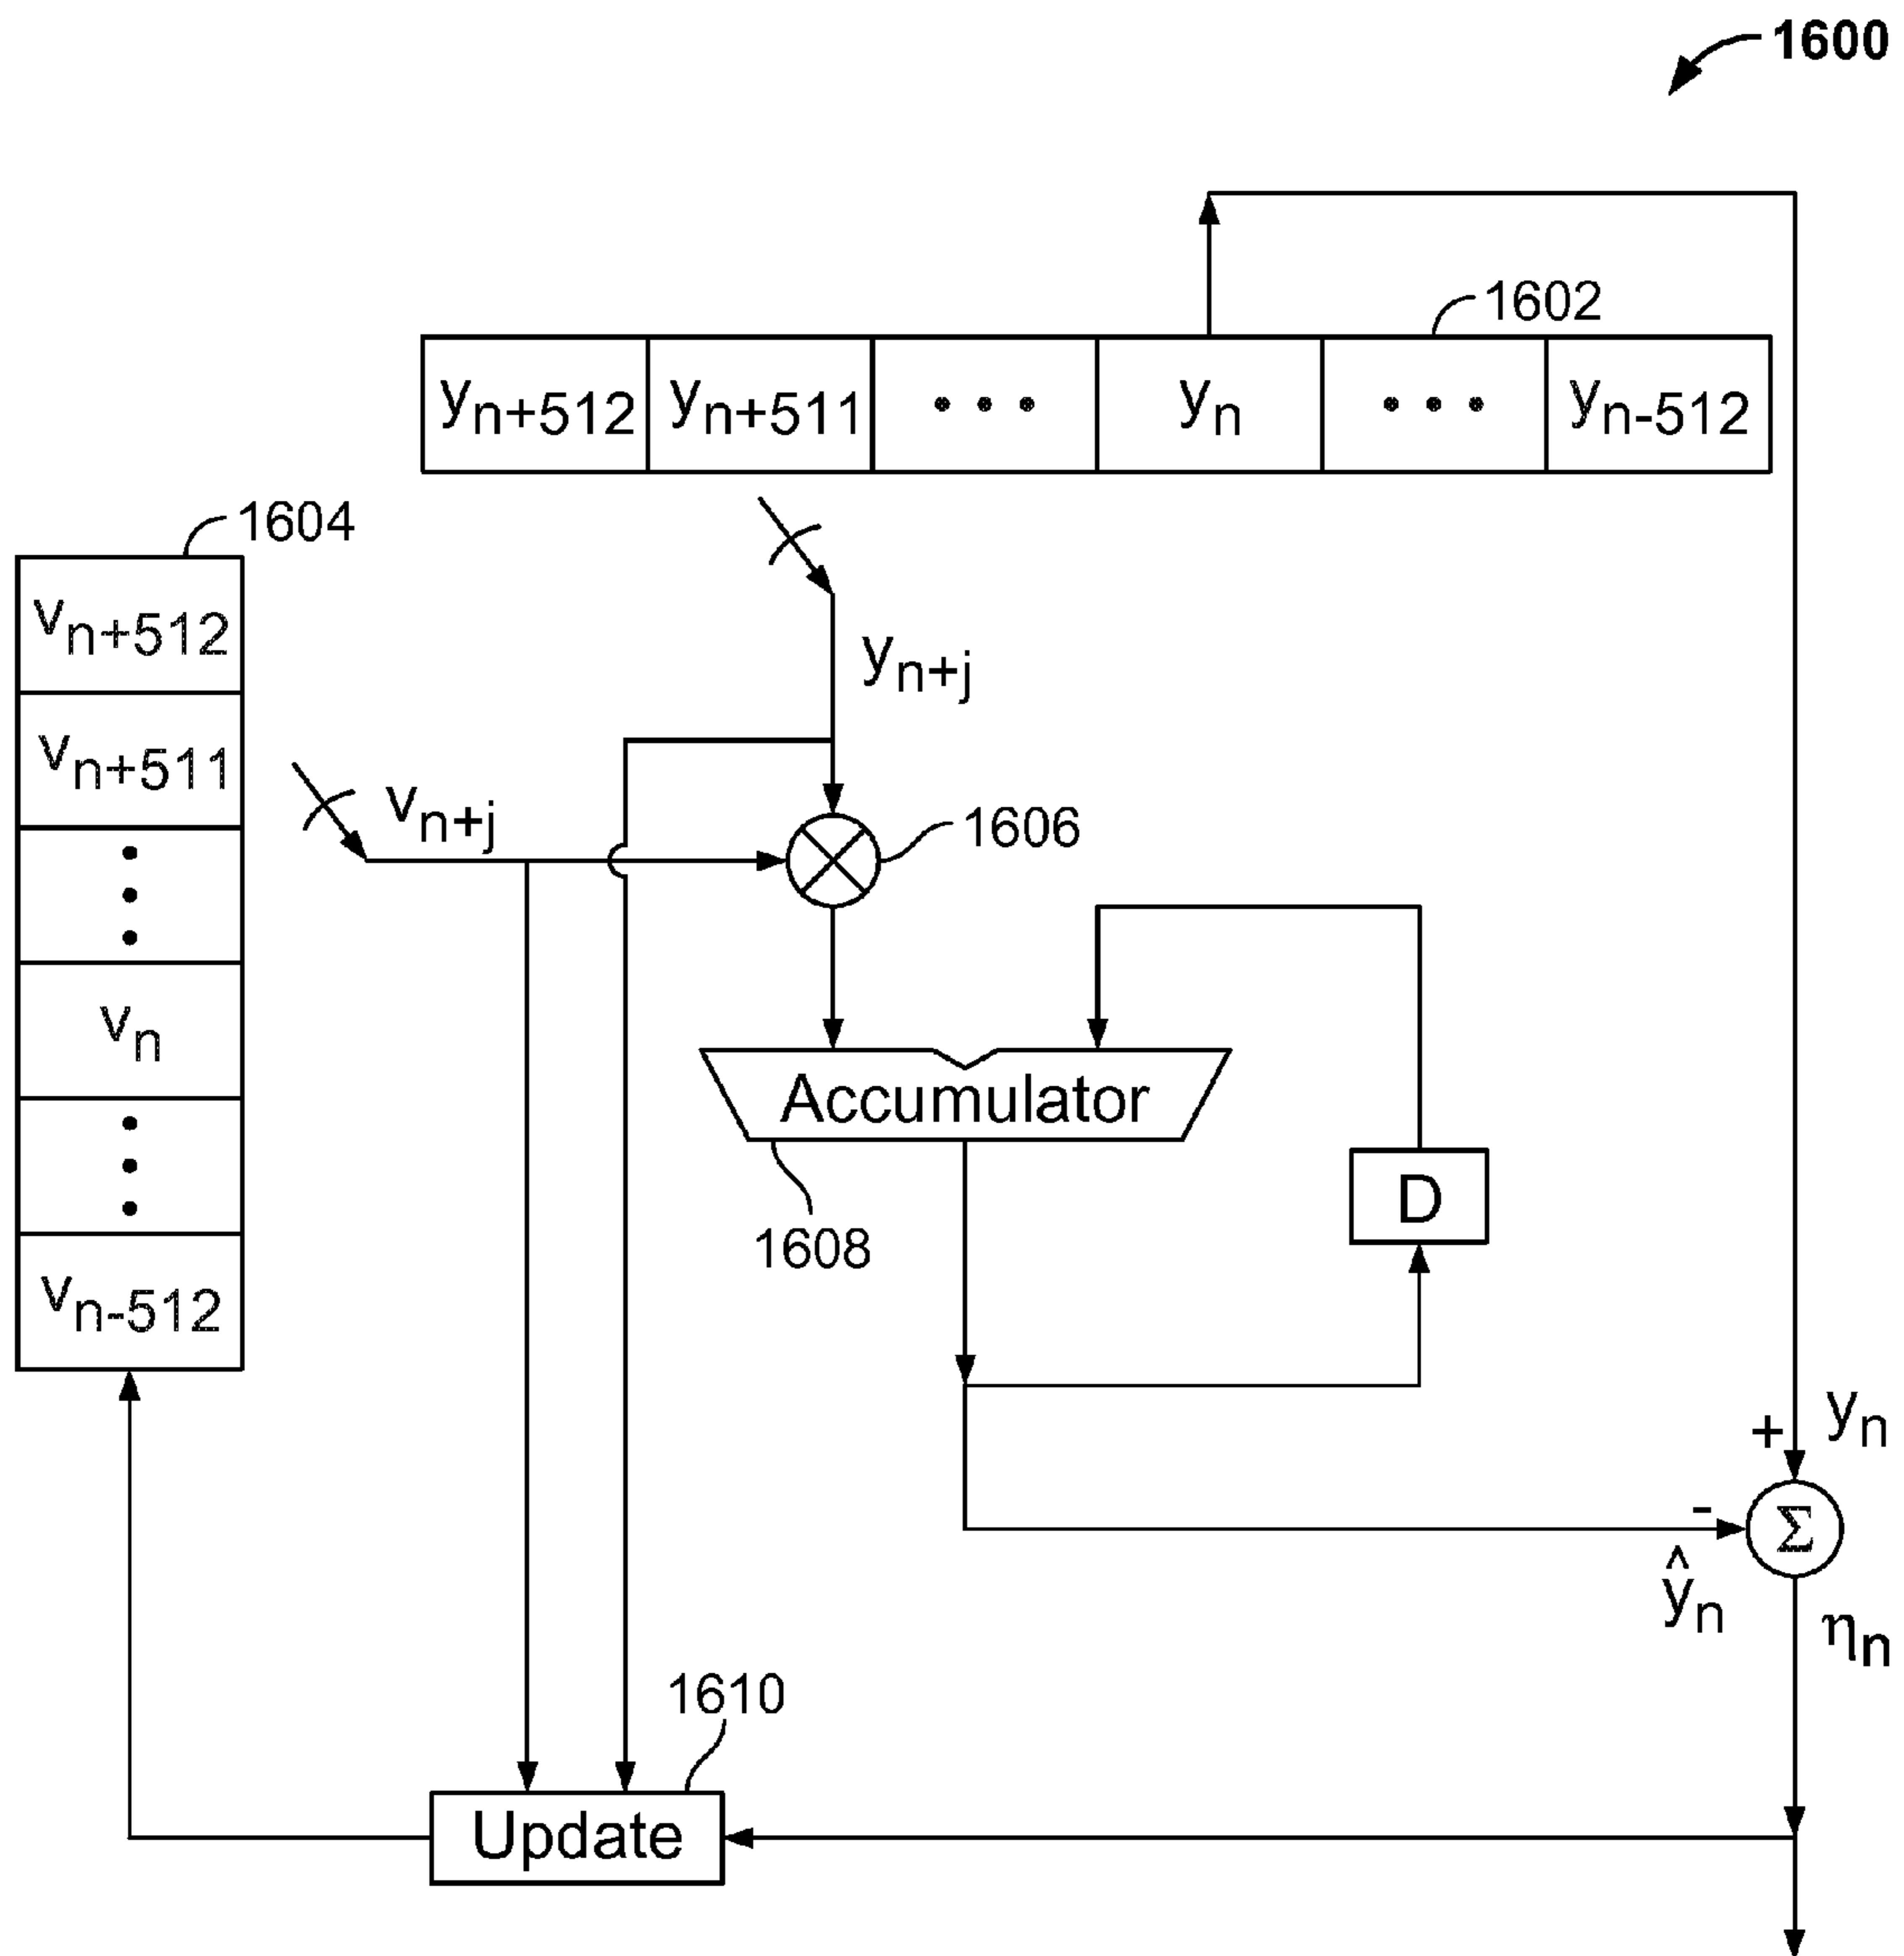 1600
1602
yn+512 yn+511 • • • yn • • • yn-512
1604
vn+512
vn+511
•
•
•
vn
•
•
•
vn-512
yn+j
vn+j
1606
Accumulator
1608
D
+ yn
-
Σ
ŷn
ηn
1610
Update